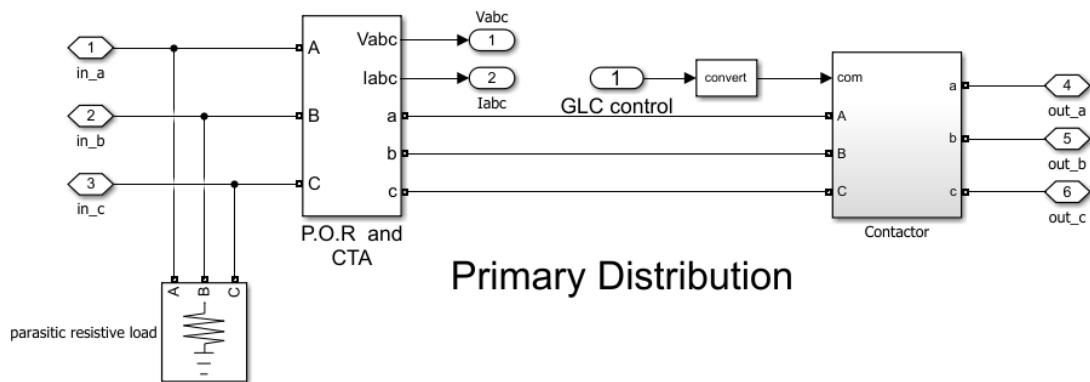 Vabc
1
1
in_a
A
Vabc
Iabc
2
Iabc
1
GLC control
convert
com
a
4
out_a
2
in_b
B
a
A
b
5
out_b
b
B
3
in_c
C
c
C
c
6
out_c
P.O.R and
CTA
Contactor
Primary Distribution
A
B
C
parasitic resistive load